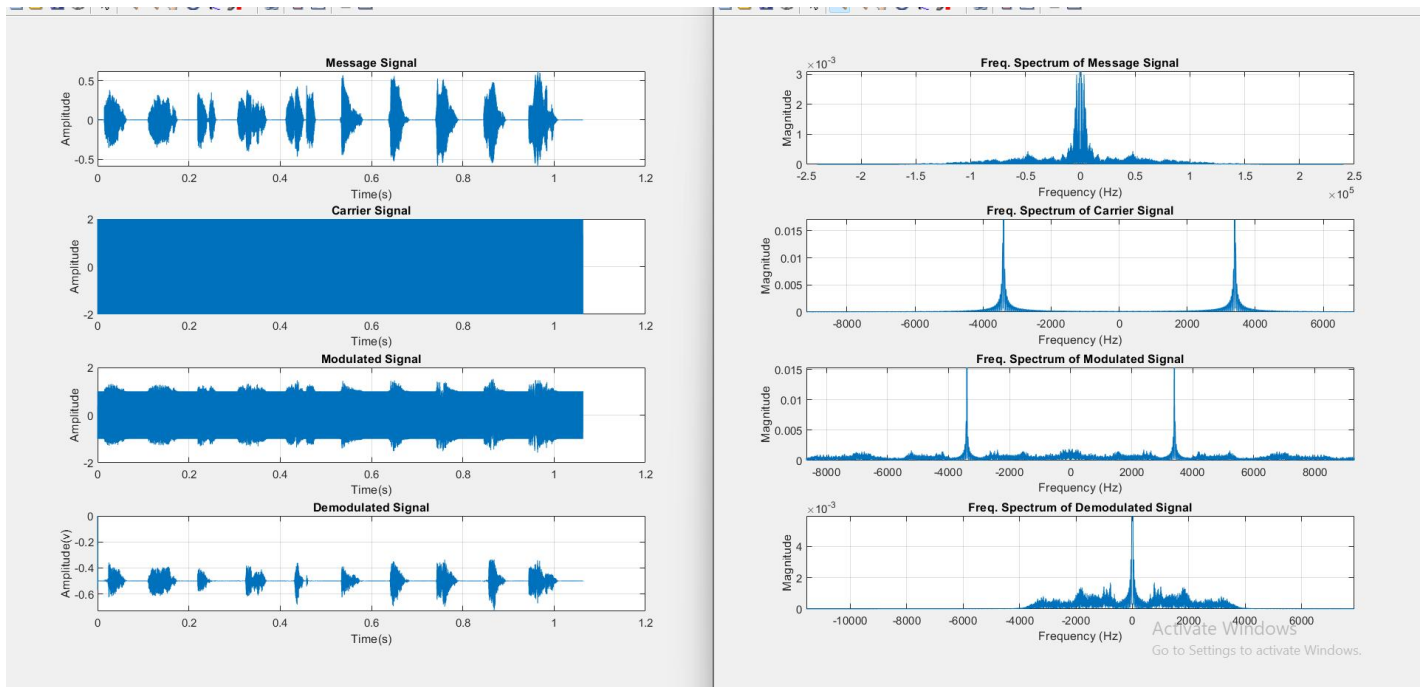 Message Signal
0.5
0
-0.5
Amplitude
0 0.2 0.4 0.6 0.8 1 1.2
Time(s)
Carrier Signal
2
0
-2
Amplitude
0 0.2 0.4 0.6 0.8 1 1.2
Time(s)
Modulated Signal
2
0
-2
Amplitude
0 0.2 0.4 0.6 0.8 1 1.2
Time(s)
Demodulated Signal
0
-0.2
-0.4
-0.6
Amplitude(v)
0 0.2 0.4 0.6 0.8 1 1.2
Time(s)
×10-3
Freq. Spectrum of Message Signal
3
2
1
0
Magnitude
-2.5 -2 -1.5 -1 -0.5 0 0.5 1 1.5 2 2.5
Frequency (Hz)
×105
Freq. Spectrum of Carrier Signal
0.015
0.01
0.005
0
Magnitude
-8000 -6000 -4000 -2000 0 2000 4000 6000
Frequency (Hz)
Freq. Spectrum of Modulated Signal
0.015
0.01
0.005
0
Magnitude
-8000 -6000 -4000 -2000 0 2000 4000 6000 8000
Frequency (Hz)
×10-3
Freq. Spectrum of Demodulated Signal
4
2
0
Magnitude
-10000 -8000 -6000 -4000 -2000 0 2000 4000 6000
Frequency (Hz)
Activate Windows
Go to Settings to activate Windows.